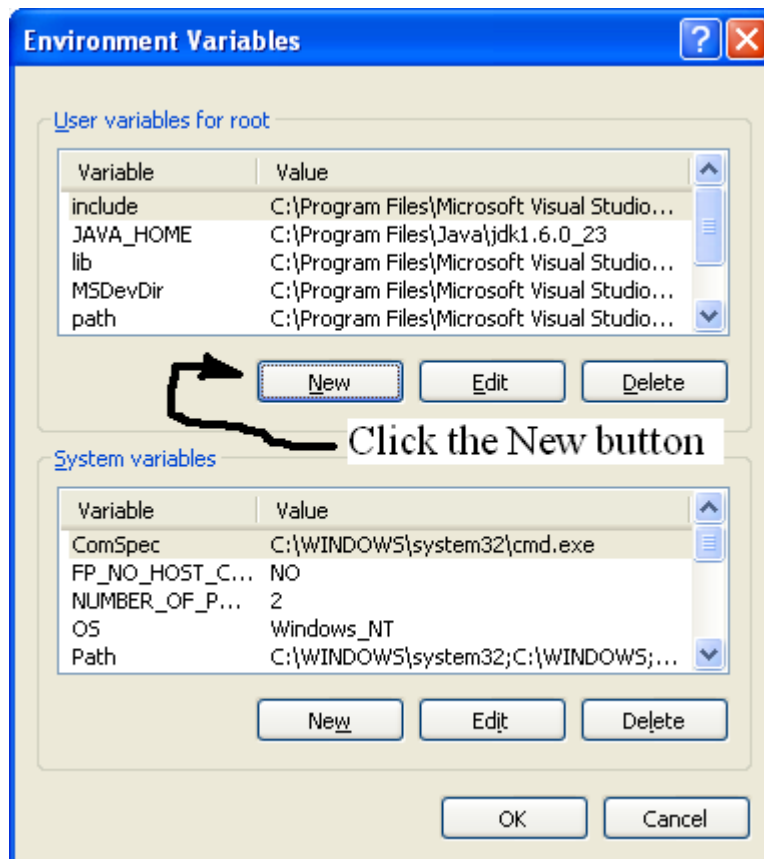 Environment Variables
User variables for root
Variable Value
include C:\Program Files\Microsoft Visual Studio...
JAVA_HOME C:\Program Files\Java\jdk1.6.0_23
lib C:\Program Files\Microsoft Visual Studio...
MSDevDir C:\Program Files\Microsoft Visual Studio...
path C:\Program Files\Microsoft Visual Studio...
New Edit Delete
Click the New button
System variables
Variable Value
ComSpec C:\WINDOWS\system32\cmd.exe
FP_NO_HOST_C... NO
NUMBER_OF_P... 2
OS Windows_NT
Path C:\WINDOWS\system32;C:\WINDOWS;...
New Edit Delete
OK Cancel